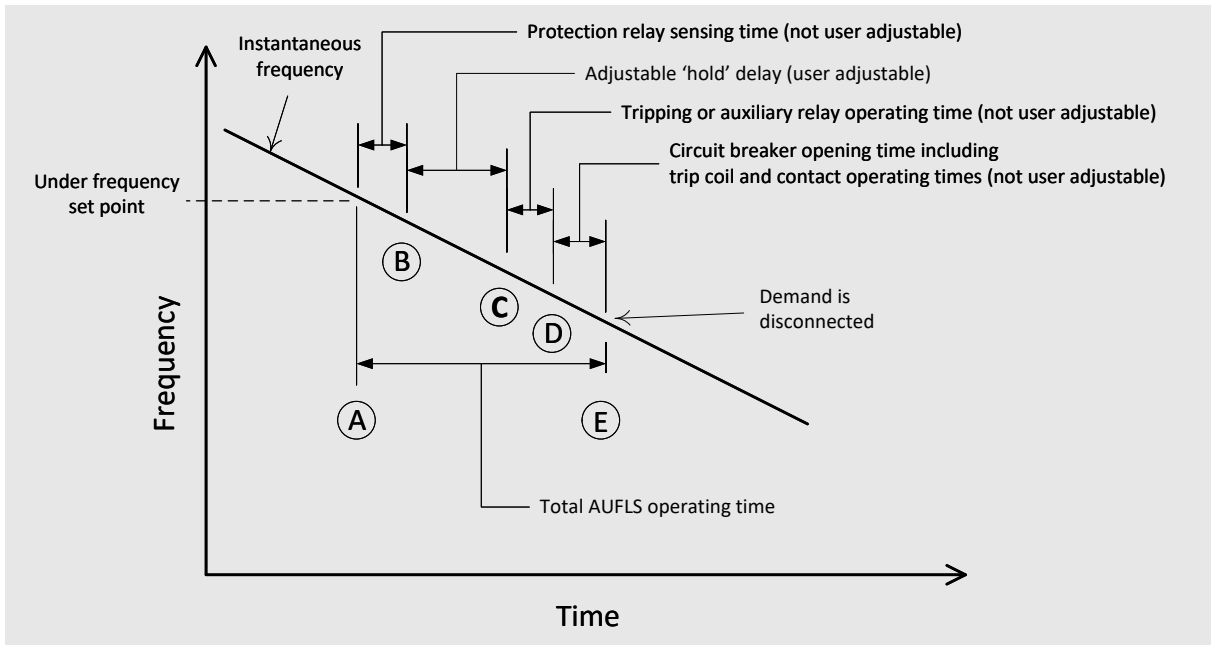 Protection relay sensing time (not user adjustable)
Instantaneous
frequency
Adjustable ‘hold’ delay (user adjustable)
Tripping or auxiliary relay operating time (not user adjustable)
Circuit breaker opening time including
trip coil and contact operating times (not user adjustable)
Under frequency
set point
B
C
D
Demand is
disconnected
Frequency
A
E
Total AUFLS operating time
Time